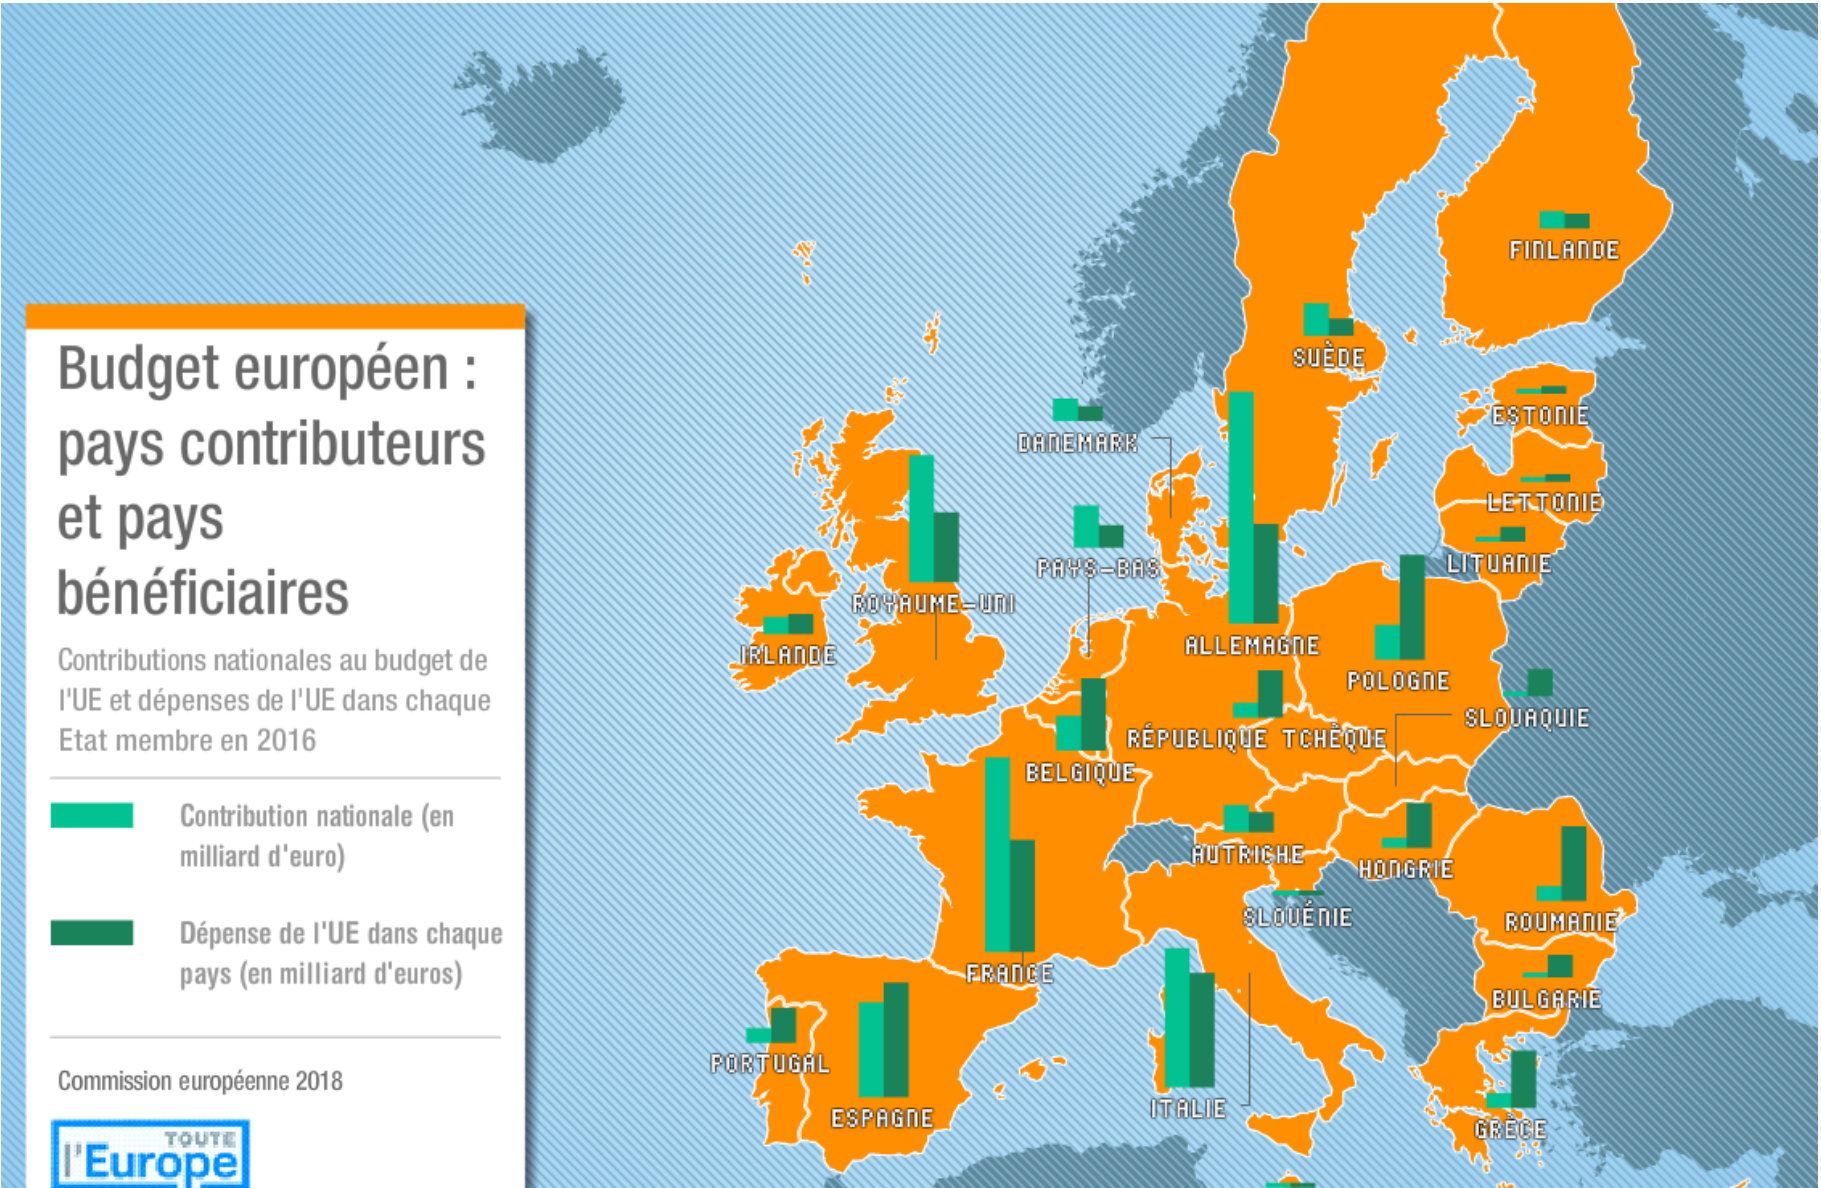 Budget européen :
pays contributeurs
et pays
bénéficiaires
Contributions nationales au budget de
l'UE et dépenses de l'UE dans chaque
Etat membre en 2016
Contribution nationale (en
milliard d'euro)
Dépense de l'UE dans chaque
pays (en milliard d'euros)
Commission européenne 2018
TOUTE
l'Europe
FINLANDE
SUÈDE
ESTONIE
DANEMARK
LETTONIE
LITUANIE
PAYS-BAS
ROYAUME-UNI
IRLANDE
ALLEMAGNE
POLOGNE
SLOVAQUIE
RÉPUBLIQUE TCHÈQUE
BELGIQUE
AUTRICHE
HONGRIE
SLOVÉNIE
ROUMANIE
FRANCE
BULGARIE
PORTUGAL
ITALIE
ESPAGNE
GRÈCE